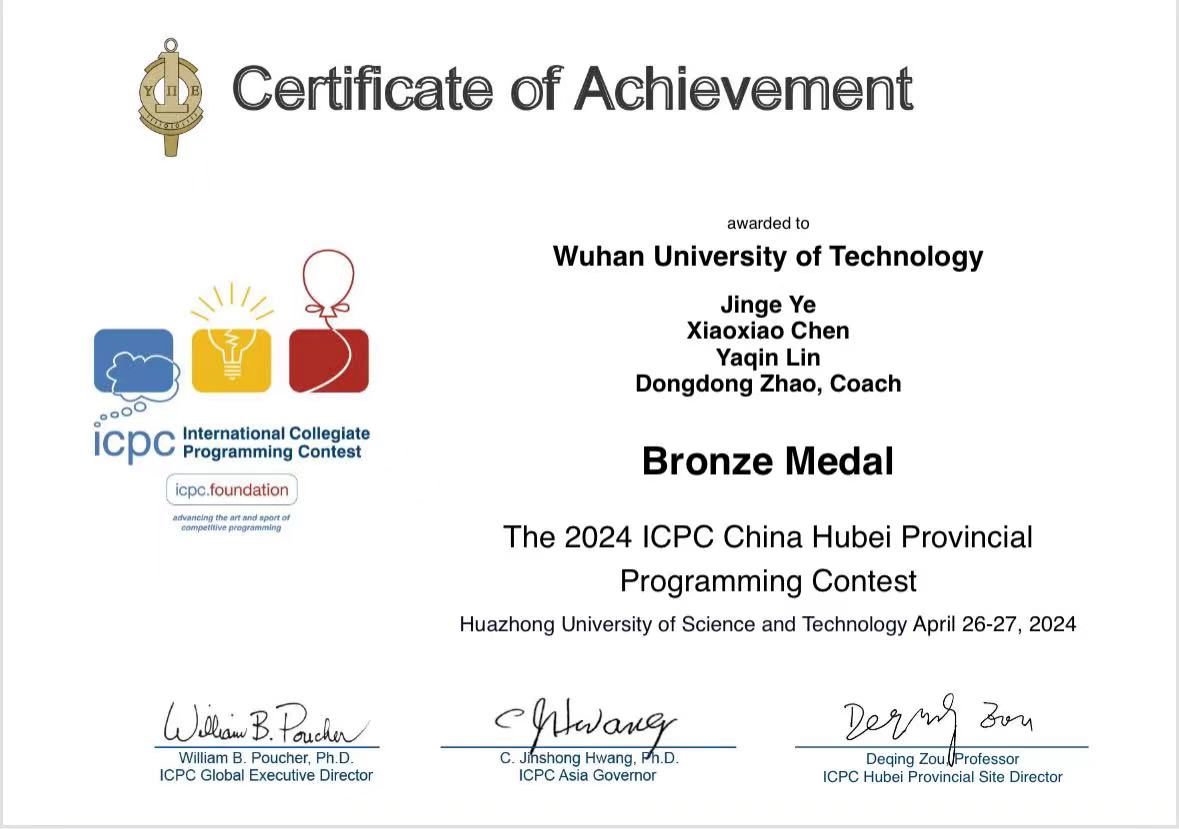 Υ Π Ε
Certificate of Achievement
awarded to
Wuhan University of Technology
Jinge Ye
Xiaoxiao Chen
Yaqin Lin
Dongdong Zhao, Coach
icpc International Collegiate
Programming Contest
icpc.foundation
advancing the art and sport of
competitive programming
Bronze Medal
The 2024 ICPC China Hubei Provincial
Programming Contest
Huazhong University of Science and Technology April 26-27, 2024
William B. Poucher
C J Hwang
Deqing Zou
William B. Poucher, Ph.D.
ICPC Global Executive Director
C. Jinshong Hwang, Ph.D.
ICPC Asia Governor
Deqing Zou, Professor
ICPC Hubei Provincial Site Director